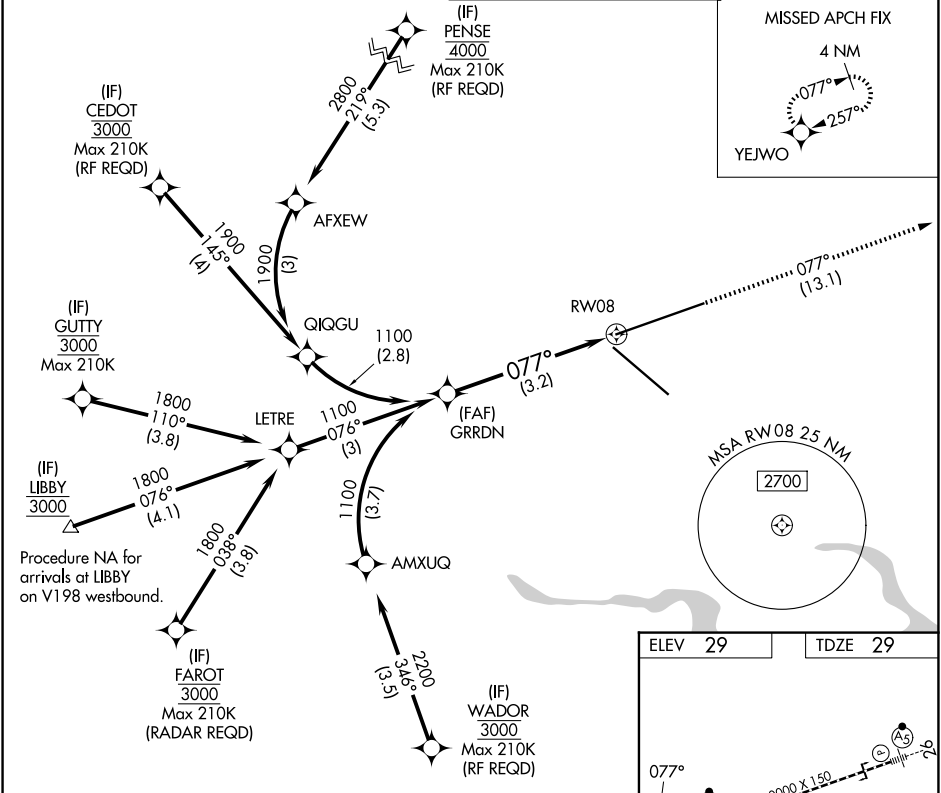 (IF)
PENSE
4000
Max 210K
(RF REQD)
MISSED APCH FIX
4 NM
077°
257°
YEJWO
(IF)
CEDOT
3000
Max 210K
(RF REQD)
2800
219°
(5.3)
AFXEW
1900
145°
(4)
1900
(3)
077°
(13.1)
RW08
(IF)
GUTTY
3000
Max 210K
QIQGU
1100
(2.8)
077°
(3.2)
(FAF)
GRRDN
1800
110°
(3.8)
LETRE
1100
076°
(3)
(IF)
LIBBY
3000
1800
076°
(4.1)
Procedure NA for
arrivals at LIBBY
on V198 westbound.
1800
038°
(3.8)
1100
(3.7)
AMXUQ
MSA RW08 25 NM
2700
(IF)
FAROT
3000
Max 210K
(RADAR REQD)
2200
346°
(3.5)
(IF)
WADOR
3000
Max 210K
(RF REQD)
ELEV 29
TDZE 29
A5
P
26
077°
X 150